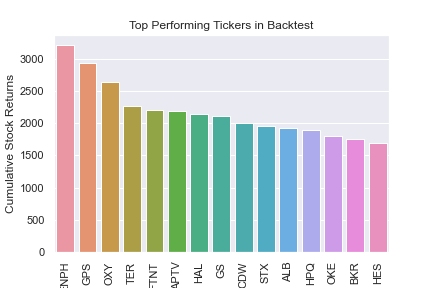 Top Performing Tickers in Backtest
Cumulative Stock Returns
3000
2500
2000
1500
1000
500
0
ENPH
GPS
OXY
TER
FTNT
APTV
HAL
GS
CDW
STX
ALB
HPQ
OKE
BKR
HES